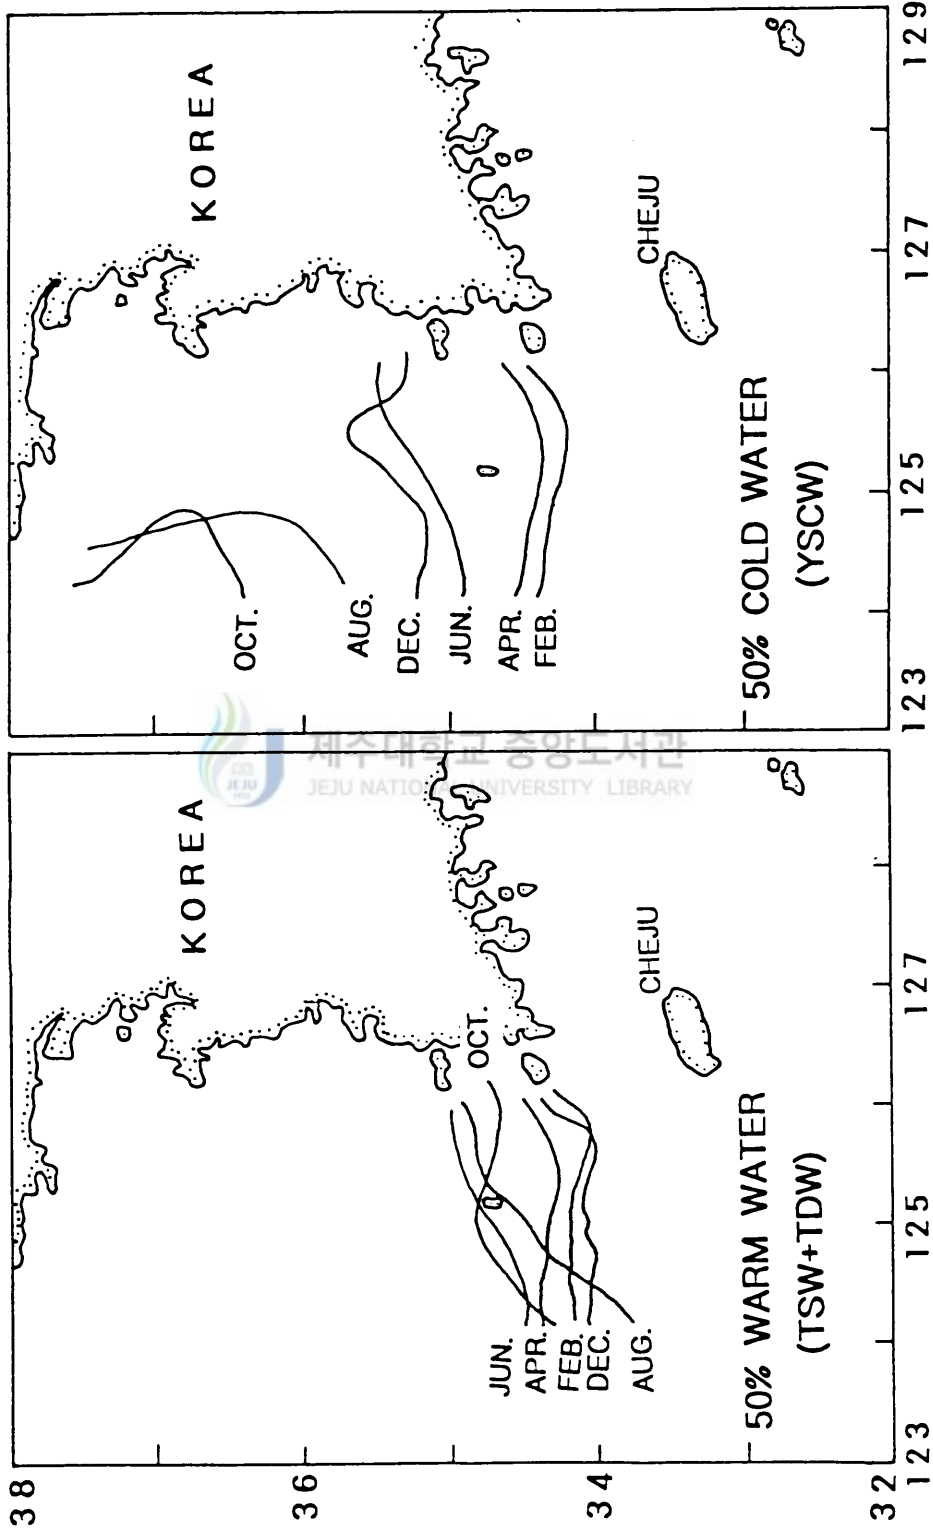 38
36
34
32
KOREA
OCT.
CHEJU
JUN.
APR.
FEB.
DEC.
AUG.
50% WARM WATER
(TSW+TDW)
123
125
127
KOREA
CHEJU
OCT.
AUG.
DEC.
JUN.
APR.
FEB.
50% COLD WATER
(YSCW)
123
125
127
129
제주대학교 중앙도서관
JEJU NATIONAL UNIVERSITY LIBRARY
JEJU
1952